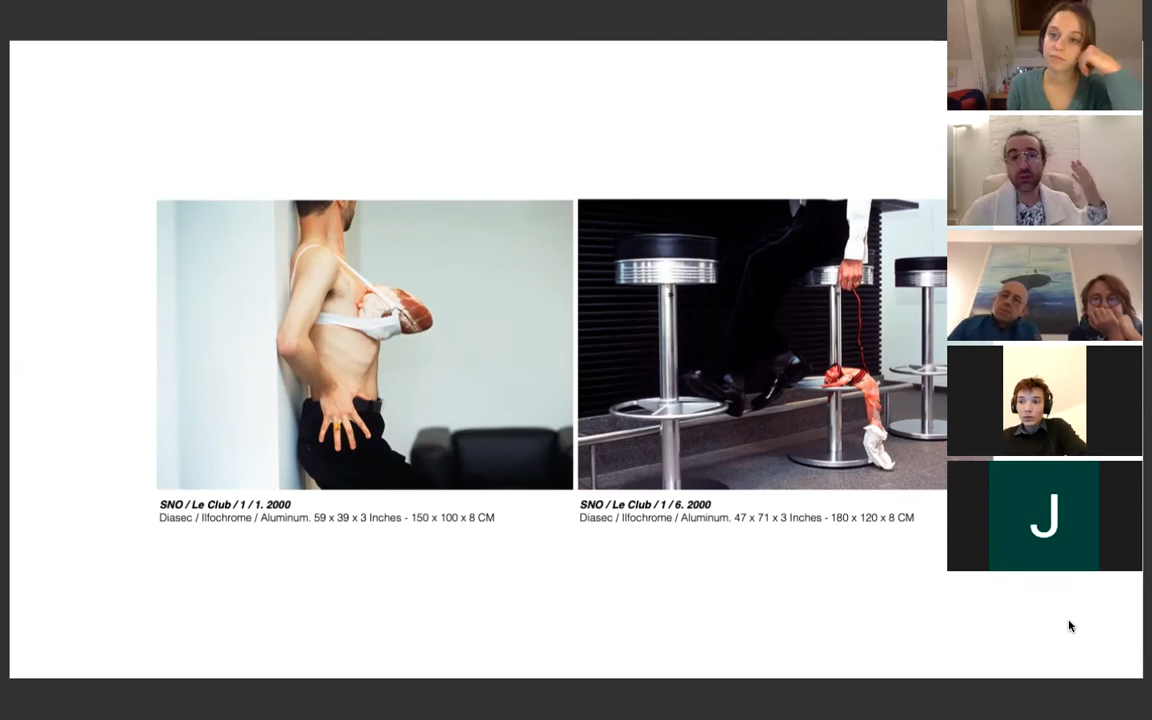 SNO / Le Club / 1 / 1. 2000
Diasec / Ilfochrome / Aluminum. 59 x 39 x 3 Inches - 150 x 100 x 8 CM
SNO / Le Club / 1 / 6. 2000
Diasec / Ilfochrome / Aluminum. 47 x 71 x 3 Inches - 180 x 120 x 8 CM
J